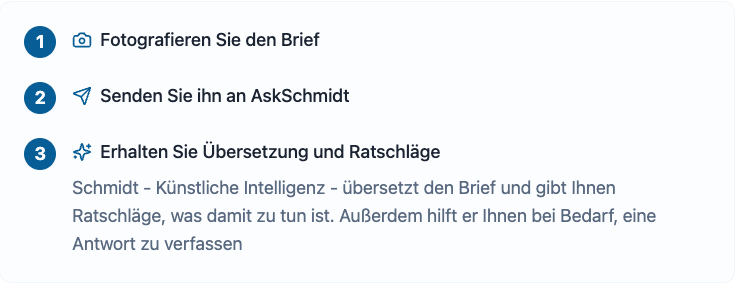 1 Fotografieren Sie den Brief
2 Senden Sie ihn an AskSchmidt
3 Erhalten Sie Übersetzung und Ratschläge
Schmidt - Künstliche Intelligenz - übersetzt den Brief und gibt Ihnen
Ratschläge, was damit zu tun ist. Außerdem hilft er Ihnen bei Bedarf, eine
Antwort zu verfassen